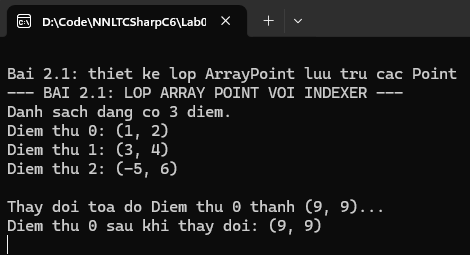 D:\Code\NNLTCSharpC6\Lab0
Bai 2.1: thiet ke lop ArrayPoint luu tru cac Point
--- BAI 2.1: LOP ARRAY POINT VOI INDEXER ---
Danh sach dang co 3 diem.
Diem thu 0: (1, 2)
Diem thu 1: (3, 4)
Diem thu 2: (-5, 6)
Thay doi toa do Diem thu 0 thanh (9, 9)...
Diem thu 0 sau khi thay doi: (9, 9)